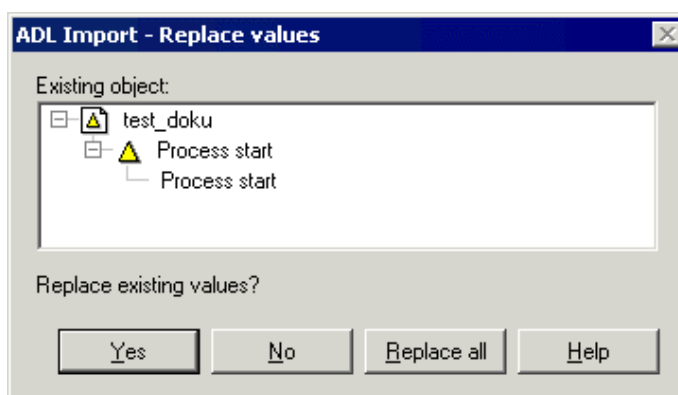 ADL Import - Replace values
Existing object:
test_doku
Process start
Process start
Replace existing values?
Yes No Replace all Help